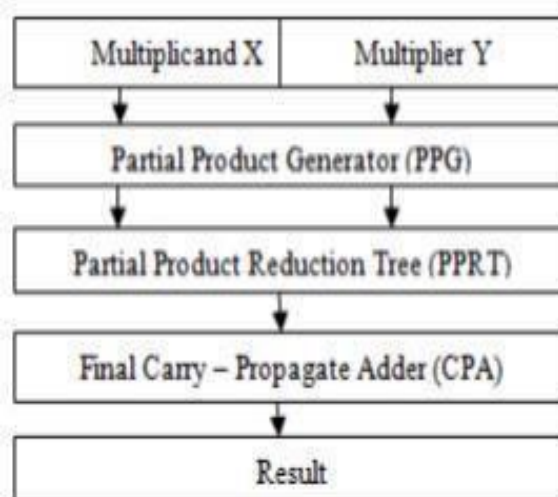 Multiplicand X
Multiplier Y
Partial Product Generator (PPG)
Partial Product Reduction Tree (PPRT)
Final Carry – Propagate Adder (CPA)
Result